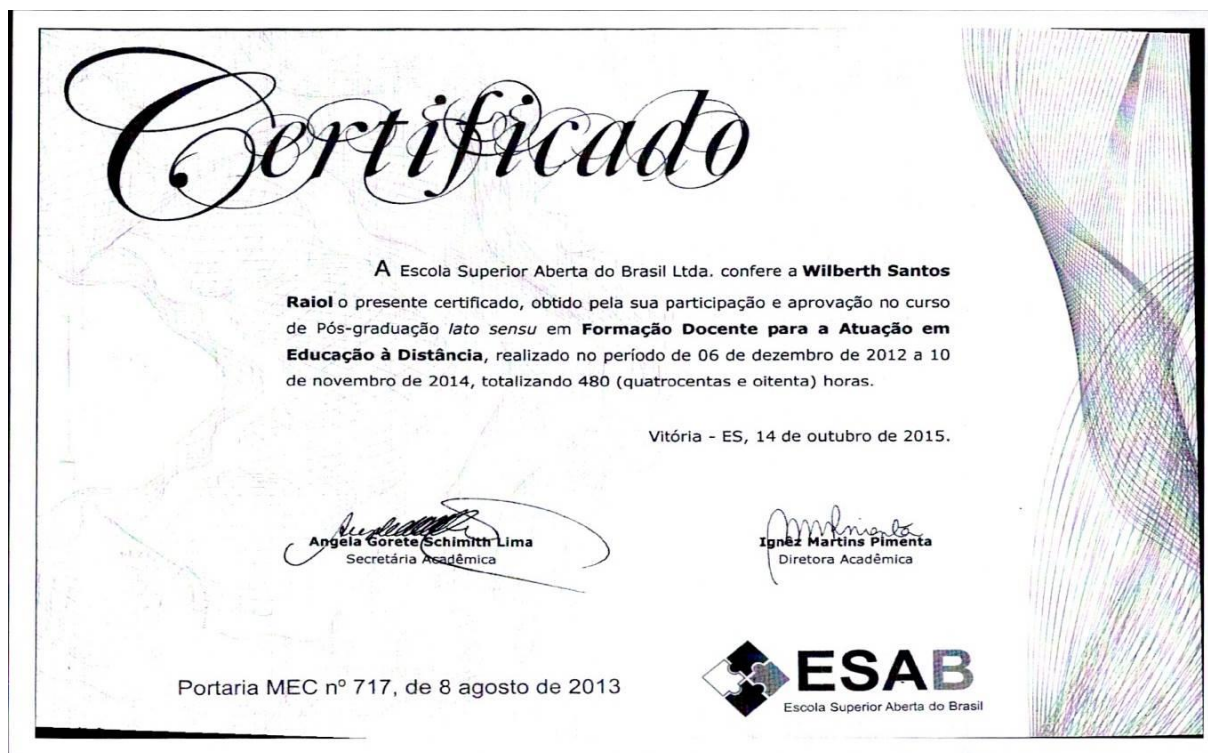 Certificado
A Escola Superior Aberta do Brasil Ltda. confere a Wilberth Santos
Raiol o presente certificado, obtido pela sua participação e aprovação no curso
de Pós-graduação lato sensu em Formação Docente para a Atuação em
Educação à Distância, realizado no período de 06 de dezembro de 2012 a 10
de novembro de 2014, totalizando 480 (quatrocentas e oitenta) horas.
Vitória - ES, 14 de outubro de 2015.
Angela Gorete Schimith Lima
Secretária Acadêmica
Ignêz Martins Pimenta
Diretora Acadêmica
Portaria MEC nº 717, de 8 agosto de 2013
ESAB
Escola Superior Aberta do Brasil